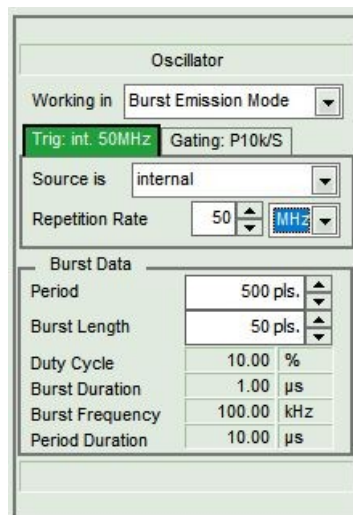 Oscillator
Working in Burst Emission Mode
Trig: int. 50MHz Gating: P10k/S
Source is internal
Repetition Rate 50 MHz
Burst Data
Period 500 pls.
Burst Length 50 pls.
Duty Cycle 10.00 %
Burst Duration 1.00 µs
Burst Frequency 100.00 kHz
Period Duration 10.00 µs